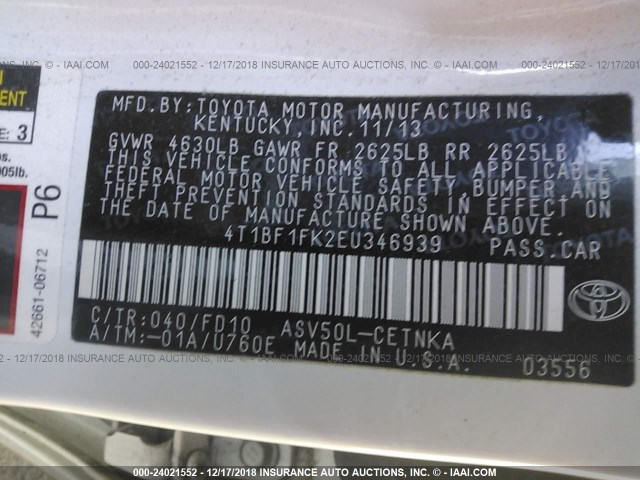 000-24021552 - 12/17/2018 INSURANCE AUTO AUCTIONS, INC. - © - IAAI.COM
MFD.BY:TOYOTA MOTOR MANUFACTURING,
KENTUCKY, INC. 11/13
GVWR 4630LB GAWR FR 2625LB RR 2625LB
THIS VEHICLE CONFORMS TO ALL APPLICABLE
FEDERAL MOTOR VEHICLE SAFETY, BUMPER AND
THEFT PREVENTION STANDARDS IN EFFECT ON
THE DATE OF MANUFACTURE SHOWN ABOVE.
4T1BF1FK2EU346939 PASS.CAR
C/TR:040/FD10 ASV50L-CETNKA
A/TM:-01A/U760E MADE IN U.S.A. 03556
TOYOTA
3
P6
42661-06712
000-24021552 - 12/17/2018 INSURANCE AUTO AUCTIONS, INC. - © - IAAI.COM